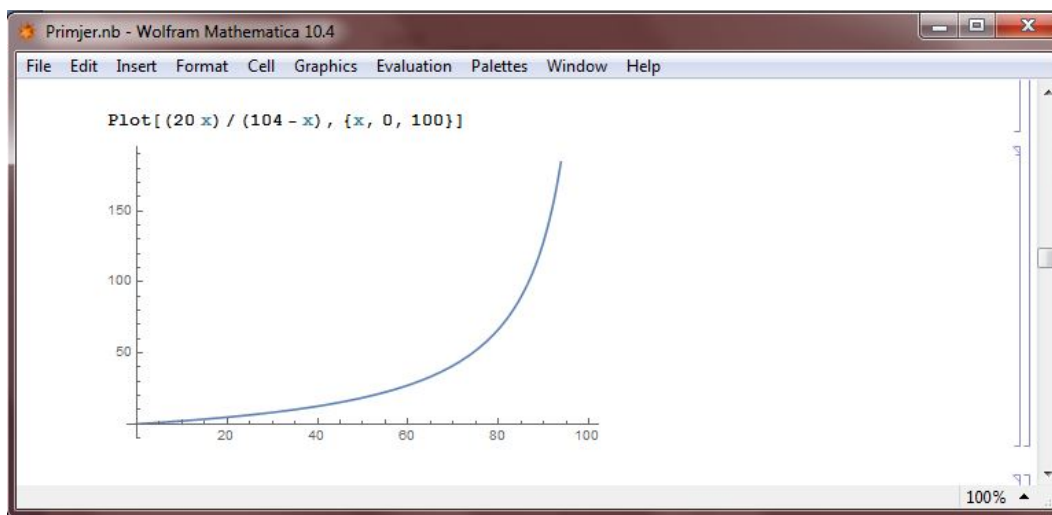 Primjer.nb - Wolfram Mathematica 10.4
File Edit Insert Format Cell Graphics Evaluation Palettes Window Help
Plot[(20 x) / (104 - x), {x, 0, 100}]
150
100
50
20 40 60 80 100
100%